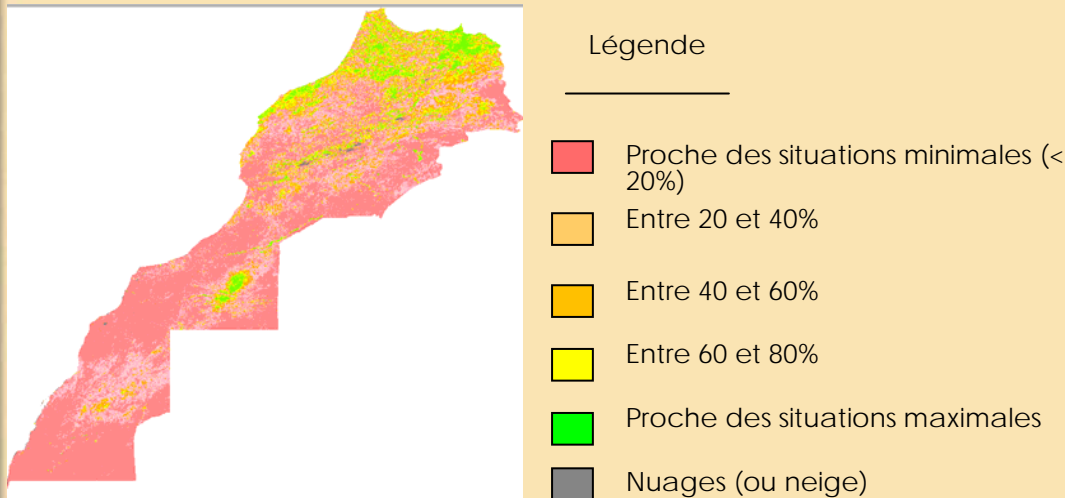 Légende
Proche des situations minimales (<
20%)
Entre 20 et 40%
Entre 40 et 60%
Entre 60 et 80%
Proche des situations maximales
Nuages (ou neige)